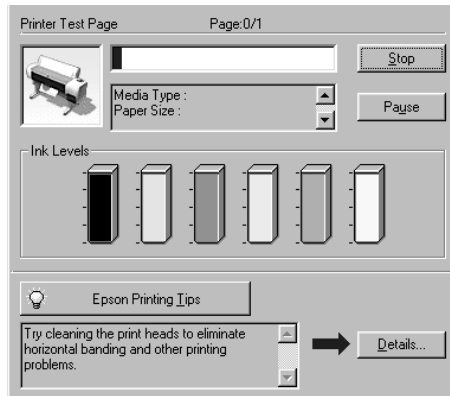 Printer Test Page Page:0/1
Stop
Media Type :
Paper Size :
Pause
Ink Levels
Epson Printing Tips
Try cleaning the print heads to eliminate
horizontal banding and other printing
problems.
Details...